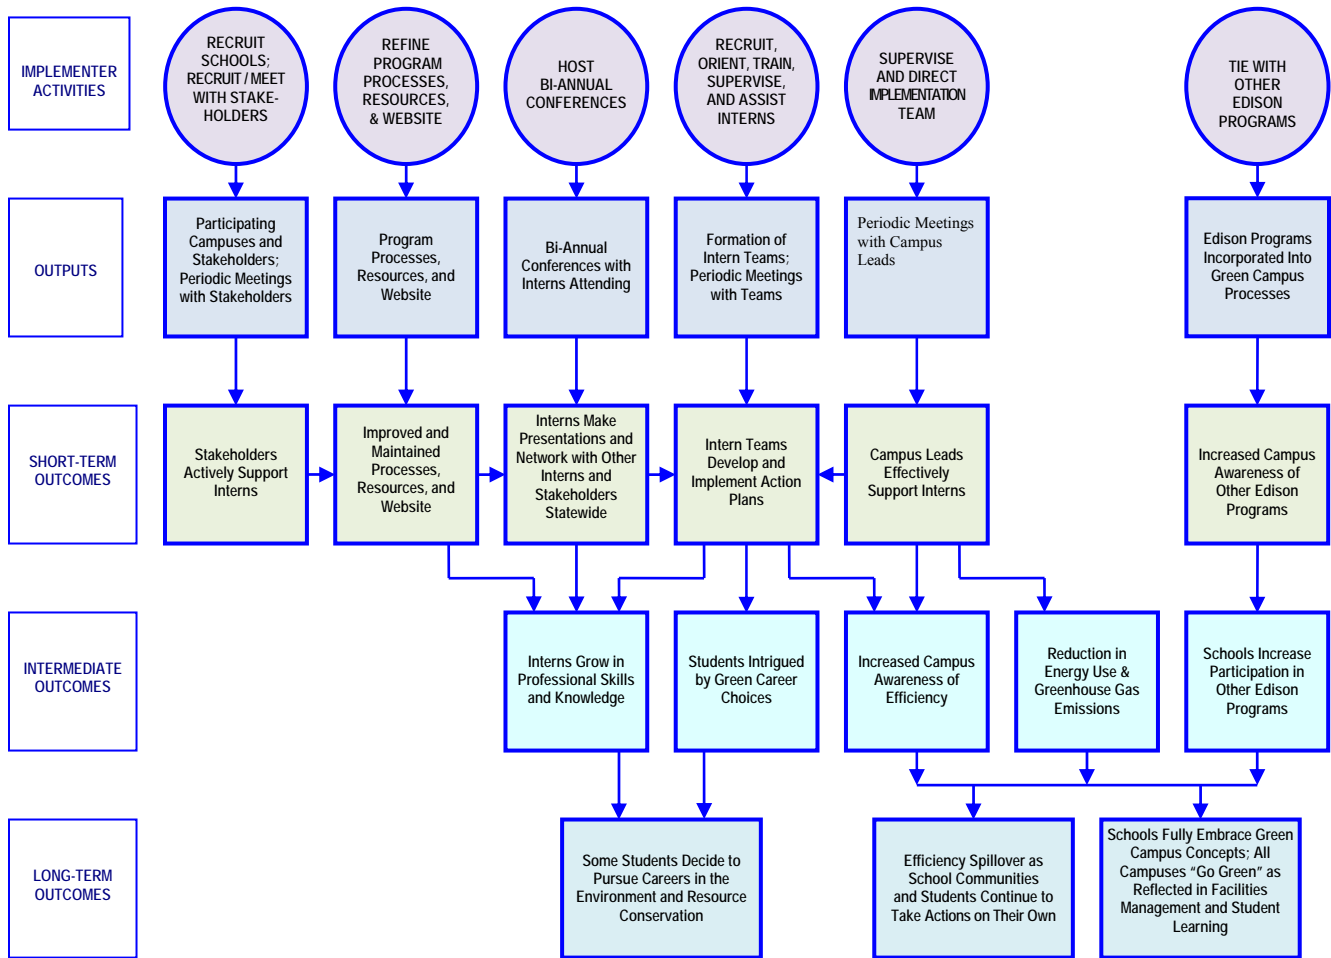 IMPLEMENTER
ACTIVITIES
RECRUIT
SCHOOLS;
RECRUIT / MEET
WITH STAKE-
HOLDERS
REFINE
PROGRAM
PROCESSES,
RESOURCES,
& WEBSITE
HOST
BI-ANNUAL
CONFERENCES
RECRUIT,
ORIENT, TRAIN,
SUPERVISE,
AND ASSIST
INTERNS
SUPERVISE
AND DIRECT
IMPLEMENTATION
TEAM
TIE WITH
OTHER
EDISON
PROGRAMS
OUTPUTS
Participating
Campuses and
Stakeholders;
Periodic Meetings
with Stakeholders
Program
Processes,
Resources, and
Website
Bi-Annual
Conferences with
Interns Attending
Formation of
Intern Teams;
Periodic Meetings
with Teams
Periodic Meetings
with Campus
Leads
Edison Programs
Incorporated Into
Green Campus
Processes
SHORT-TERM
OUTCOMES
Stakeholders
Actively Support
Interns
Improved and
Maintained
Processes,
Resources, and
Website
Interns Make
Presentations and
Network with Other
Interns and
Stakeholders
Statewide
Intern Teams
Develop and
Implement Action
Plans
Campus Leads
Effectively
Support Interns
Increased Campus
Awareness of
Other Edison
Programs
INTERMEDIATE
OUTCOMES
Interns Grow in
Professional Skills
and Knowledge
Students Intrigued
by Green Career
Choices
Increased Campus
Awareness of
Efficiency
Reduction in
Energy Use &
Greenhouse Gas
Emissions
Schools Increase
Participation in
Other Edison
Programs
LONG-TERM
OUTCOMES
Some Students Decide to
Pursue Careers in the
Environment and Resource
Conservation
Efficiency Spillover as
School Communities
and Students Continue to
Take Actions on Their Own
Schools Fully Embrace Green
Campus Concepts; All
Campuses “Go Green” as
Reflected in Facilities
Management and Student
Learning